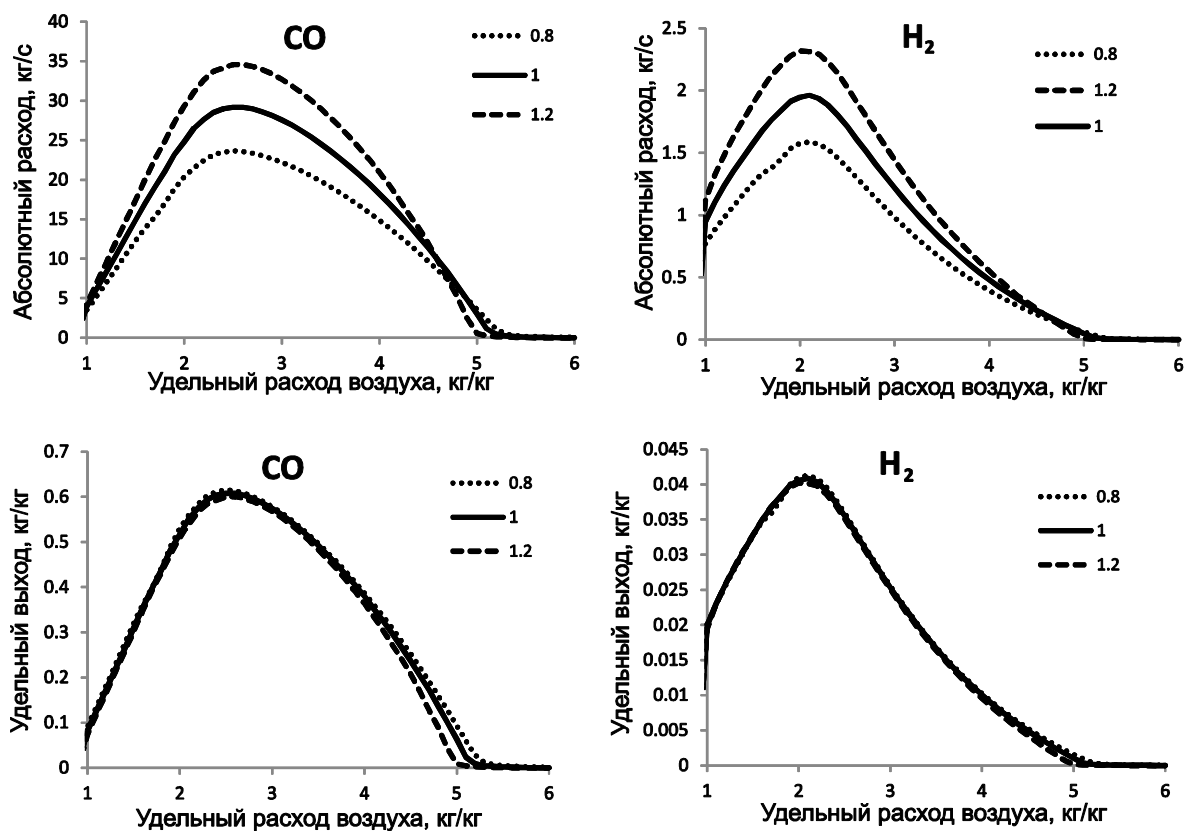 CO
0.8
1
1.2
Абсолютный расход, кг/с
40
35
30
25
20
15
10
5
0
1 2 3 4 5 6
Удельный расход воздуха, кг/кг
H₂
0.8
1.2
1
Абсолютный расход, кг/с
2.5
2
1.5
1
0.5
0
1 2 3 4 5 6
Удельный расход воздуха, кг/кг
CO
0.8
1
1.2
Удельный выход, кг/кг
0.7
0.6
0.5
0.4
0.3
0.2
0.1
0
1 2 3 4 5 6
Удельный расход воздуха, кг/кг
H₂
0.8
1
1.2
Удельный выход, кг/кг
0.045
0.04
0.035
0.03
0.025
0.02
0.015
0.01
0.005
0
1 2 3 4 5 6
Удельный расход воздуха, кг/кг